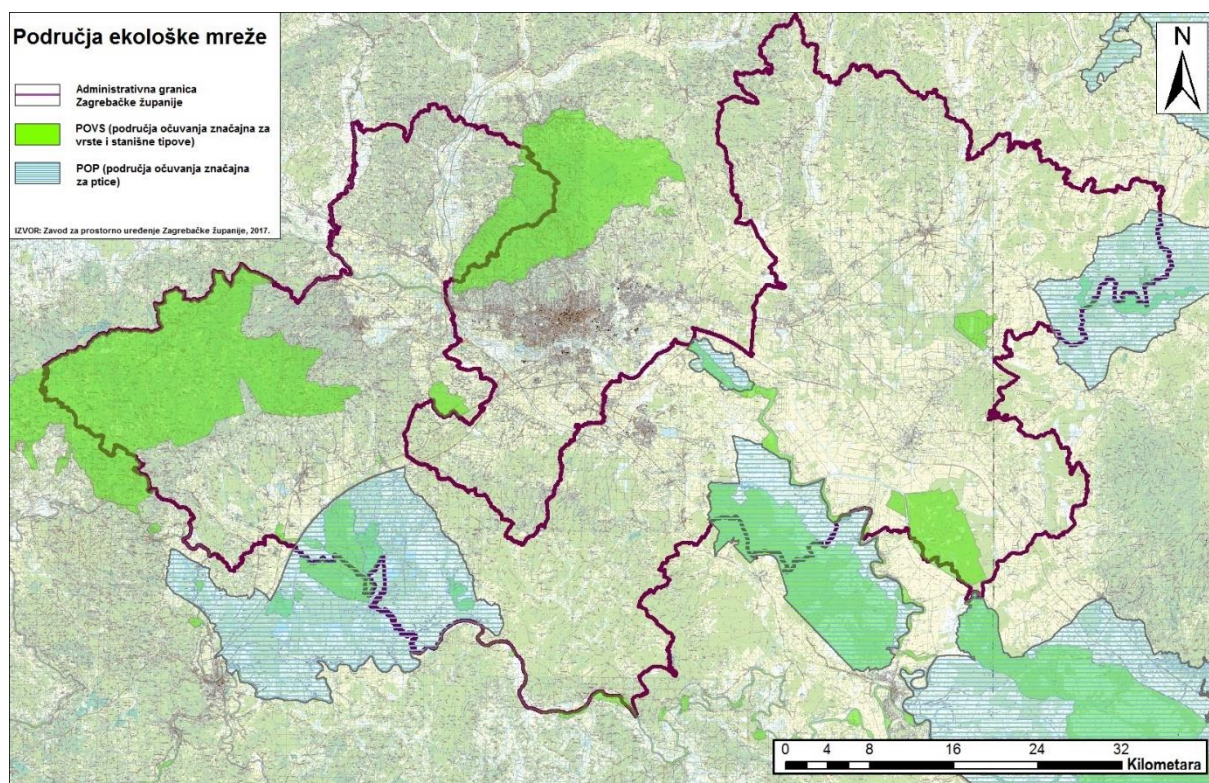 Područja ekološke mreže
Administrativna granica
Zagrebačke županije
POVS (područja očuvanja značajna za
vrste i stanišne tipove)
POP (područja očuvanja značajna
za ptice)
IZVOR: Zavod za prostorno uređenje Zagrebačke županije, 2017.
N
0 2 4 8 16 24 32
Kilometara